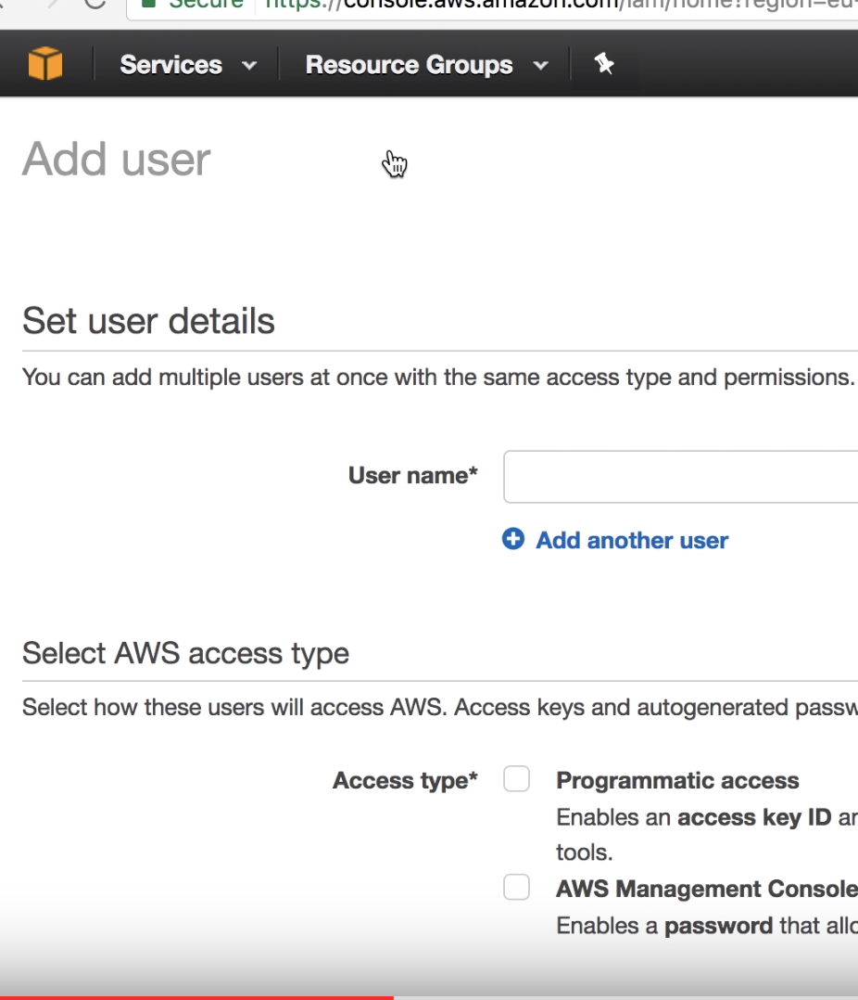 Secure https://console.aws.amazon.com/iam/home?region=eu-
Services Resource Groups
Add user
Set user details
You can add multiple users at once with the same access type and permissions.
User name*
Add another user
Select AWS access type
Select how these users will access AWS. Access keys and autogenerated passw
Access type* Programmatic access
Enables an access key ID ar
tools.
AWS Management Console
Enables a password that allo